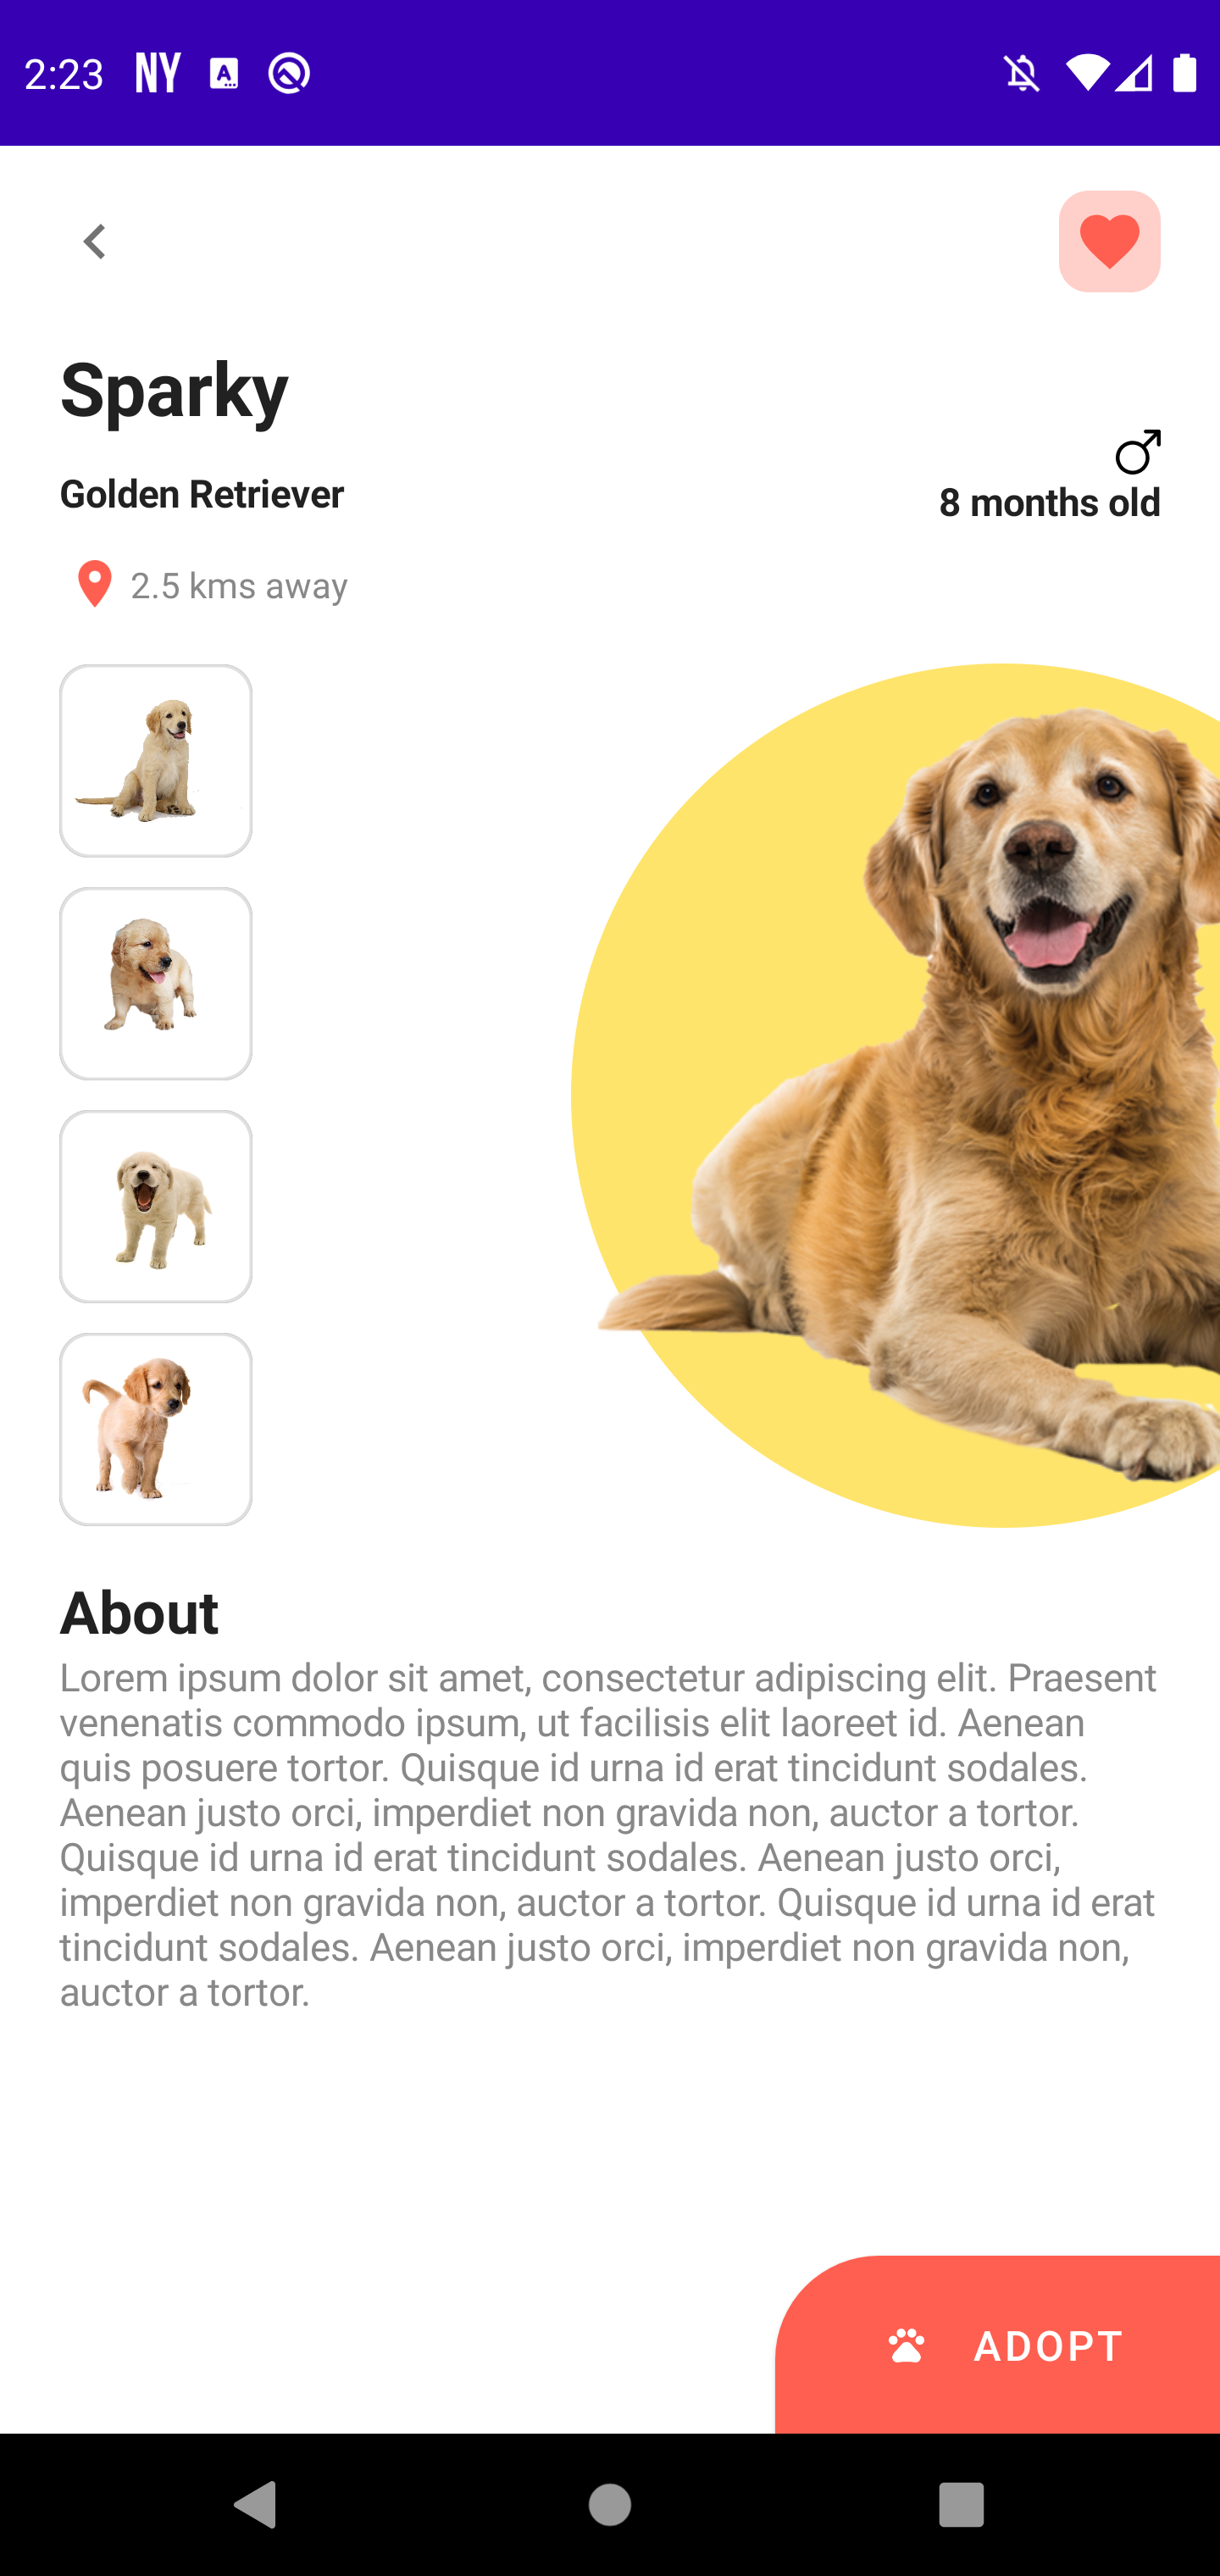 2:23 NY A
Sparky
Golden Retriever
8 months old
2.5 kms away
About
Lorem ipsum dolor sit amet, consectetur adipiscing elit. Praesent
venenatis commodo ipsum, ut facilisis elit laoreet id. Aenean
quis posuere tortor. Quisque id urna id erat tincidunt sodales.
Aenean justo orci, imperdiet non gravida non, auctor a tortor.
Quisque id urna id erat tincidunt sodales. Aenean justo orci,
imperdiet non gravida non, auctor a tortor. Quisque id urna id erat
tincidunt sodales. Aenean justo orci, imperdiet non gravida non,
auctor a tortor.
ADOPT